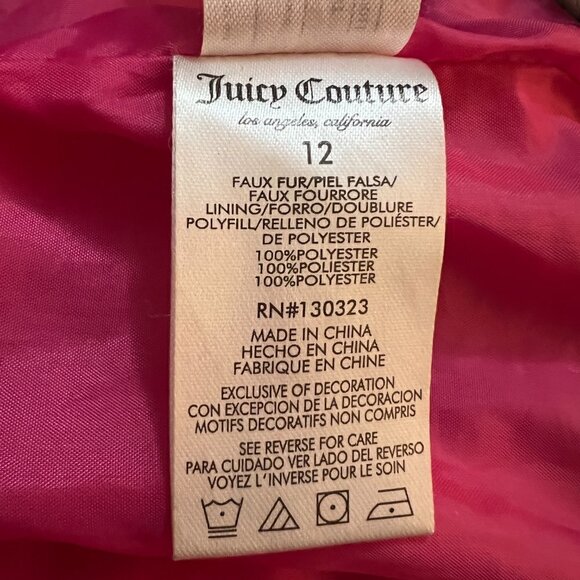 Juicy Couture
los angeles, california
12
FAUX FUR/PIEL FALSA/
FAUX FOURRORE
LINING/FORRO/DOUBLURE
POLYFILL/RELLENO DE POLIÉSTER/
DE POLYESTER
100%POLYESTER
100%POLIESTER
100%POLYESTER
RN#130323
MADE IN CHINA
HECHO EN CHINA
FABRIQUE EN CHINE
EXCLUSIVE OF DECORATION
CON EXCEPCION DE LA DECORACION
MOTIFS DECORATIFS NON COMPRIS
SEE REVERSE FOR CARE
PARA CUIDADO VER LADO DEL REVERSO
VOYEZ L'INVERSE POUR LE SOIN